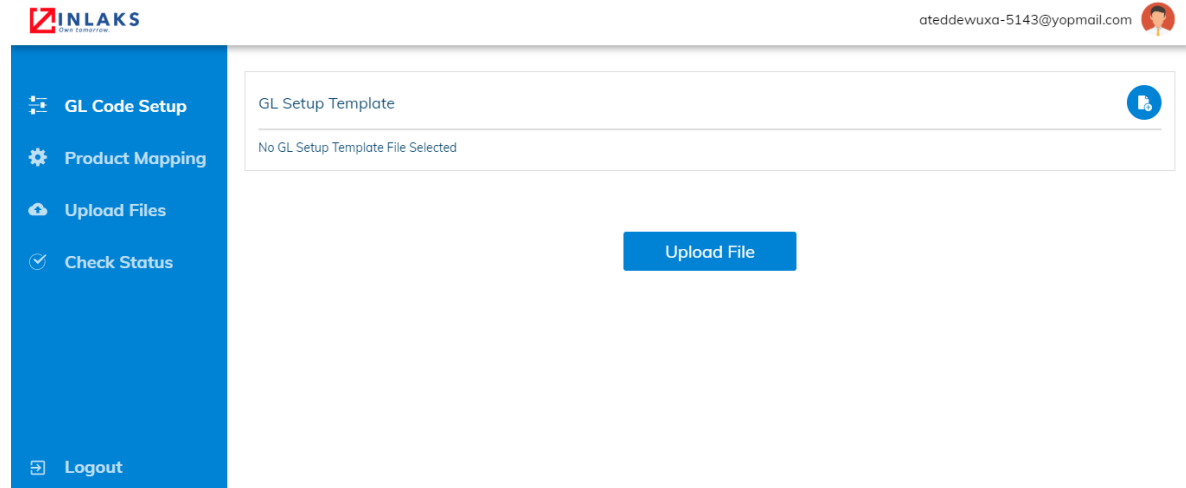 INLAKS
Own tomorrow.
ateddewuxa-5143@yopmail.com
GL Code Setup
Product Mapping
Upload Files
Check Status
Logout
GL Setup Template
No GL Setup Template File Selected
Upload File